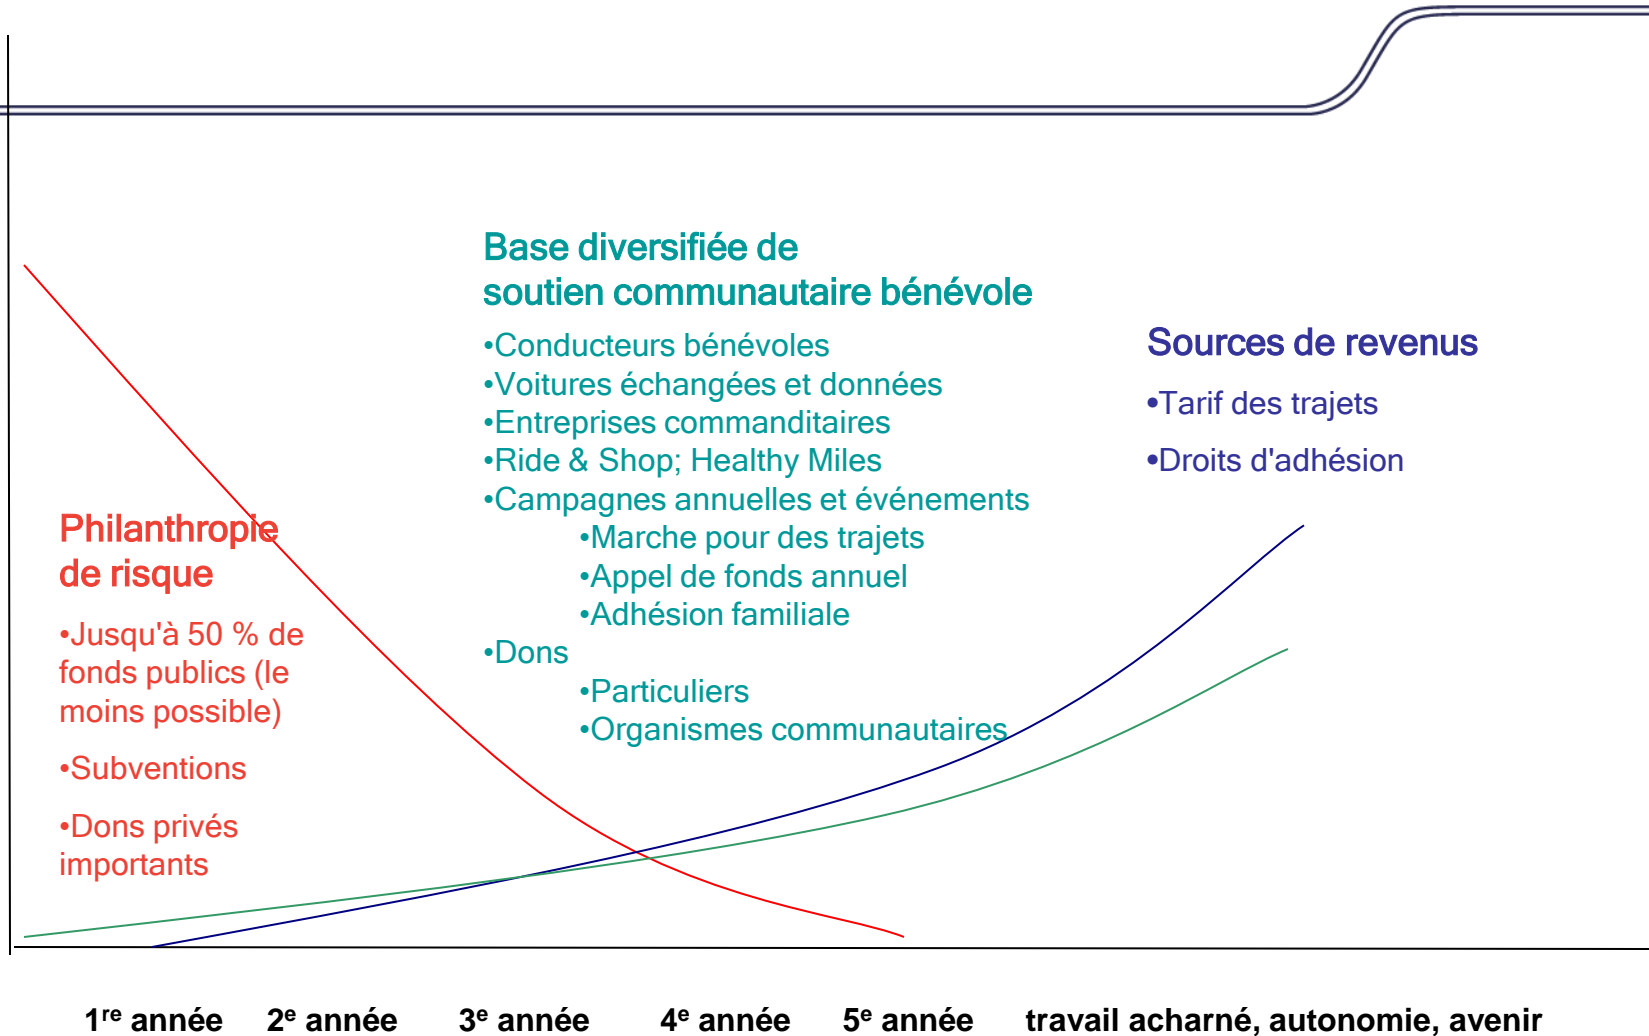 Base diversifiée de
soutien communautaire bénévole
•Conducteurs bénévoles
•Voitures échangées et données
•Entreprises commanditaires
•Ride & Shop; Healthy Miles
•Campagnes annuelles et événements
•Marche pour des trajets
•Appel de fonds annuel
•Adhésion familiale
•Dons
•Particuliers
•Organismes communautaires
Sources de revenus
•Tarif des trajets
•Droits d'adhésion
Philanthropie
de risque
•Jusqu'à 50 % de
fonds publics (le
moins possible)
•Subventions
•Dons privés
importants
1re année 2e année 3e année 4e année 5e année travail acharné, autonomie, avenir